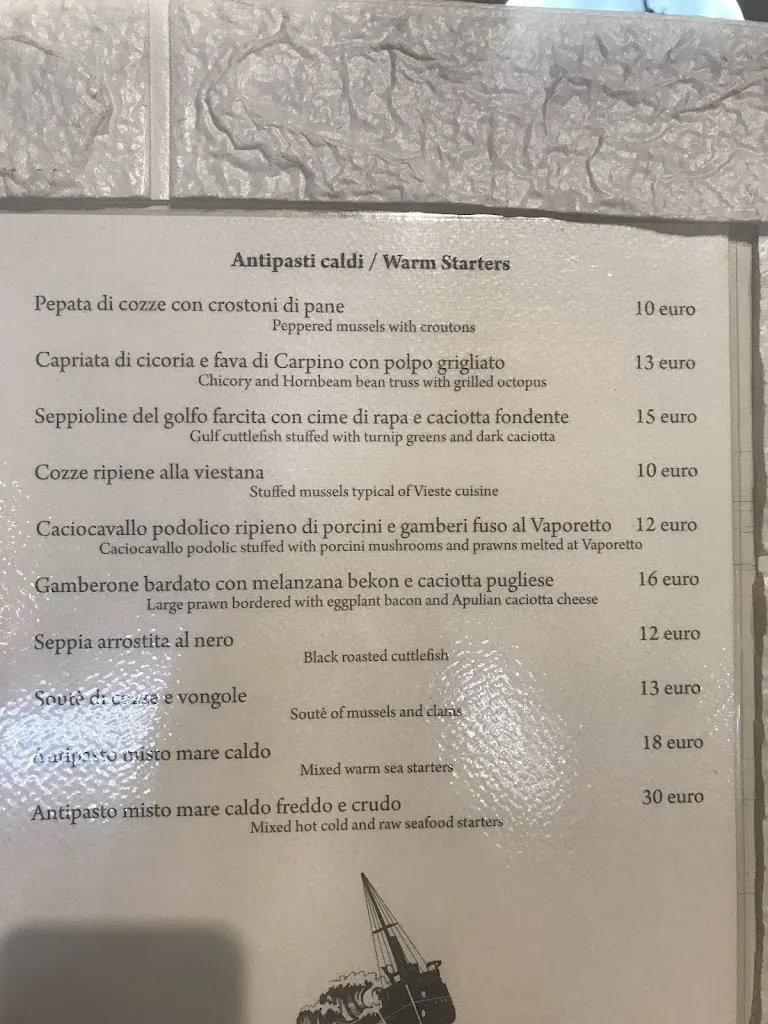 Antipasti caldi / Warm Starters
Pepata di cozze con crostoni di pane 10 euro
Peppered mussels with croutons
Capriata di cicoria e fava di Carpino con polpo grigliato 13 euro
Chicory and Hornbeam bean truss with grilled octopus
Seppioline del golfo farcita con cime di rapa e caciotta fondente 15 euro
Gulf cuttlefish stuffed with turnip greens and dark caciotta
Cozze ripiene alla viestana 10 euro
Stuffed mussels typical of Vieste cuisine
Caciocavallo podolico ripieno di porcini e gamberi fuso al Vaporetto 12 euro
Caciocavallo podolic stuffed with porcini mushrooms and prawns melted at Vaporetto
Gamberone bardato con melanzana bekon e caciotta pugliese 16 euro
Large prawn bordered with eggplant bacon and Apulian caciotta cheese
Seppia arrostita al nero 12 euro
Black roasted cuttlefish
Soutè di cozze e vongole 13 euro
Soutè of mussels and clams
Antipasto misto mare caldo 18 euro
Mixed warm sea starters
Antipasto misto mare caldo freddo e crudo 30 euro
Mixed hot cold and raw seafood starters